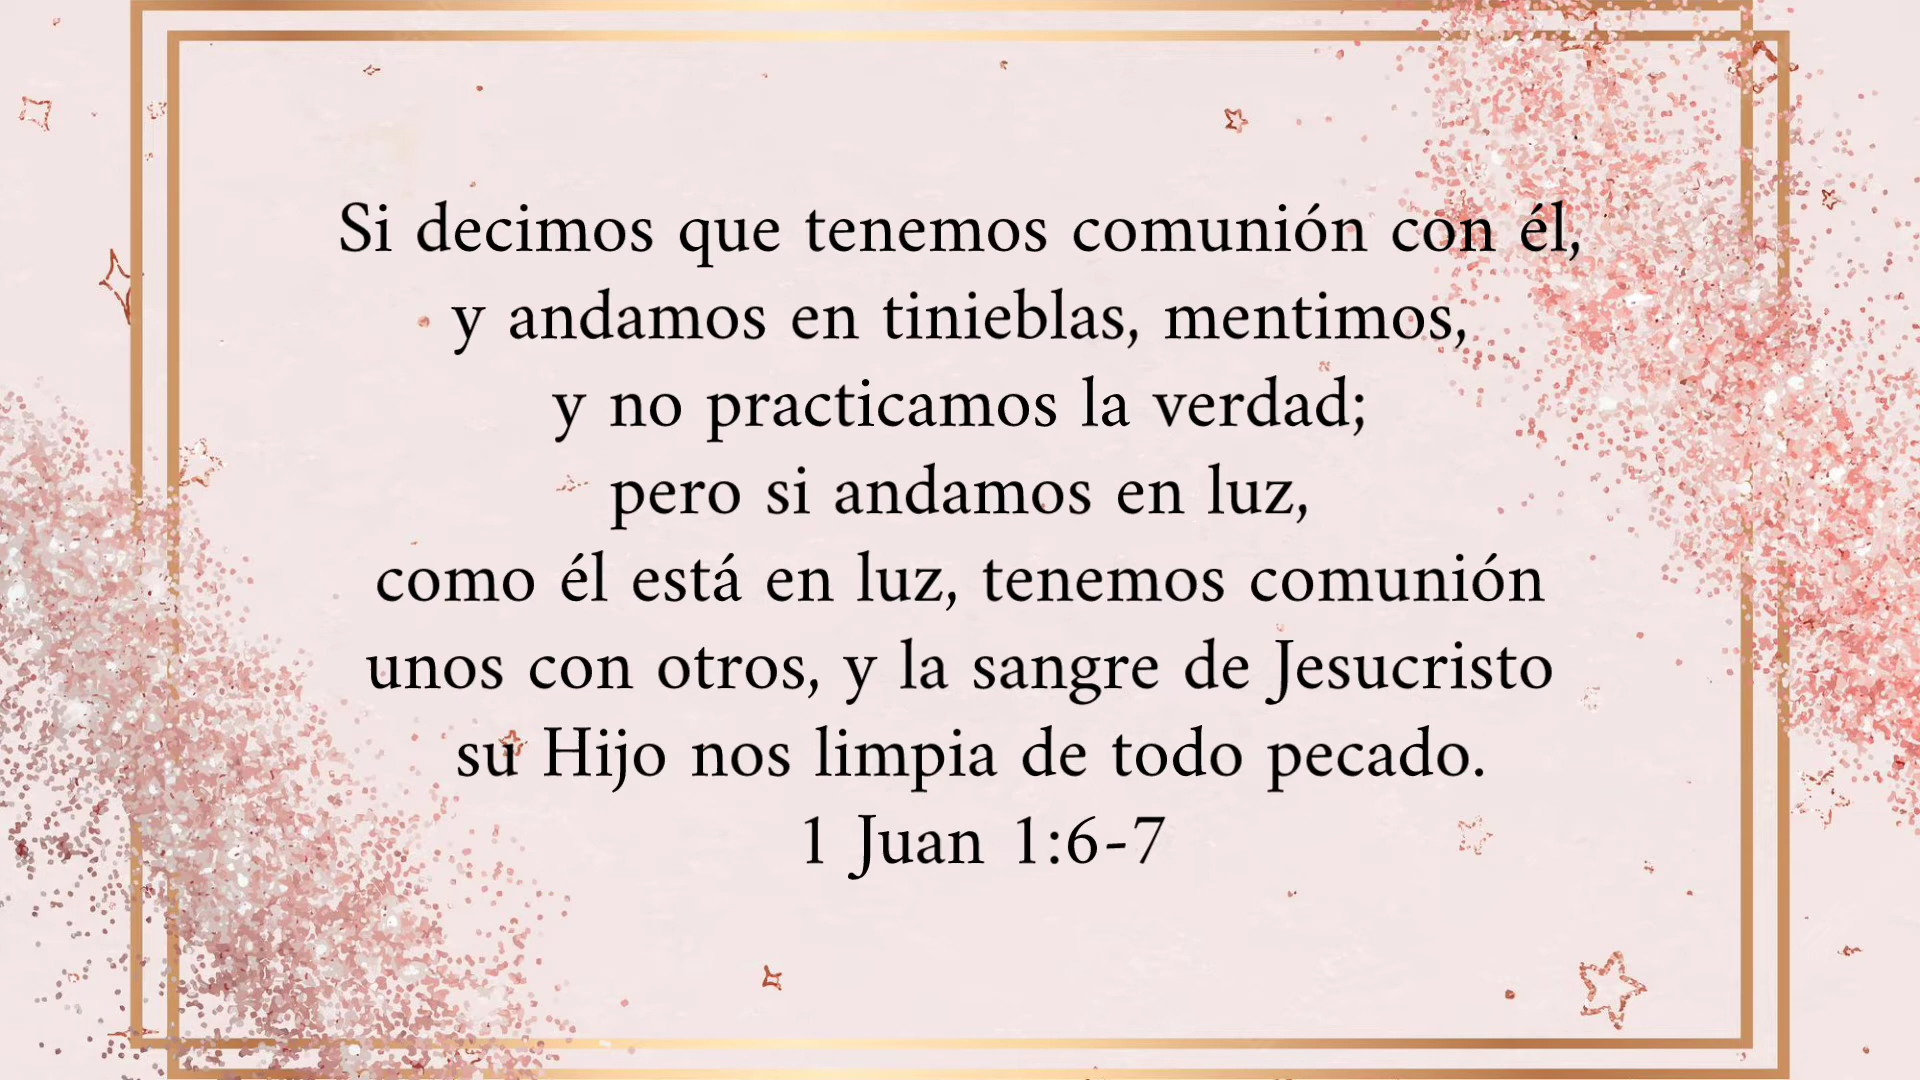 Si decimos que tenemos comunión con él,
y andamos en tinieblas, mentimos,
y no practicamos la verdad;
pero si andamos en luz,
como él está en luz, tenemos comunión
unos con otros, y la sangre de Jesucristo
su Hijo nos limpia de todo pecado.
1 Juan 1:6-7